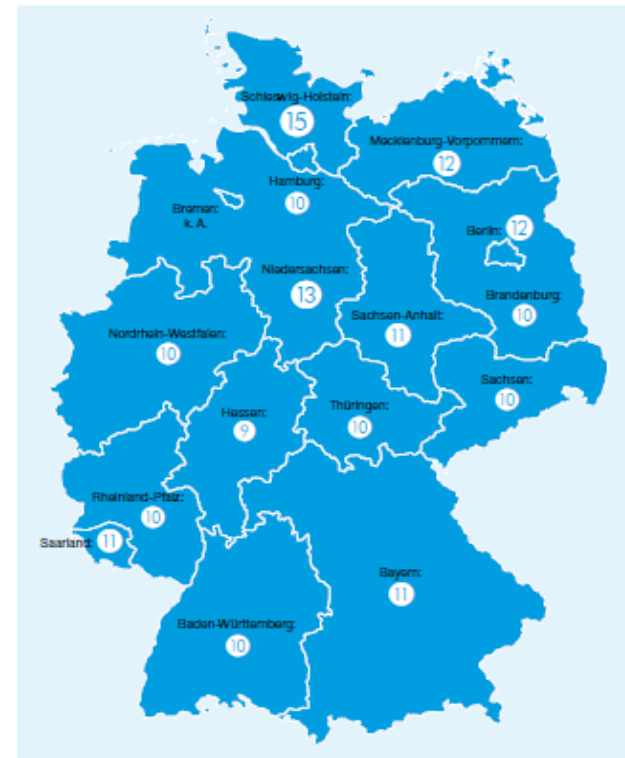 Schleswig-Holstein:
15
Mecklenburg-Vorpommern:
12
Hamburg:
10
Bremen:
k. A.
Berlin:
12
Niedersachsen:
13
Brandenburg:
10
Sachsen-Anhalt:
11
Nordrhein-Westfalen:
10
Sachsen:
10
Thüringen:
10
Hessen:
9
Rheinland-Pfalz:
10
Saarland:
11
Bayern:
11
Baden-Württemberg:
10